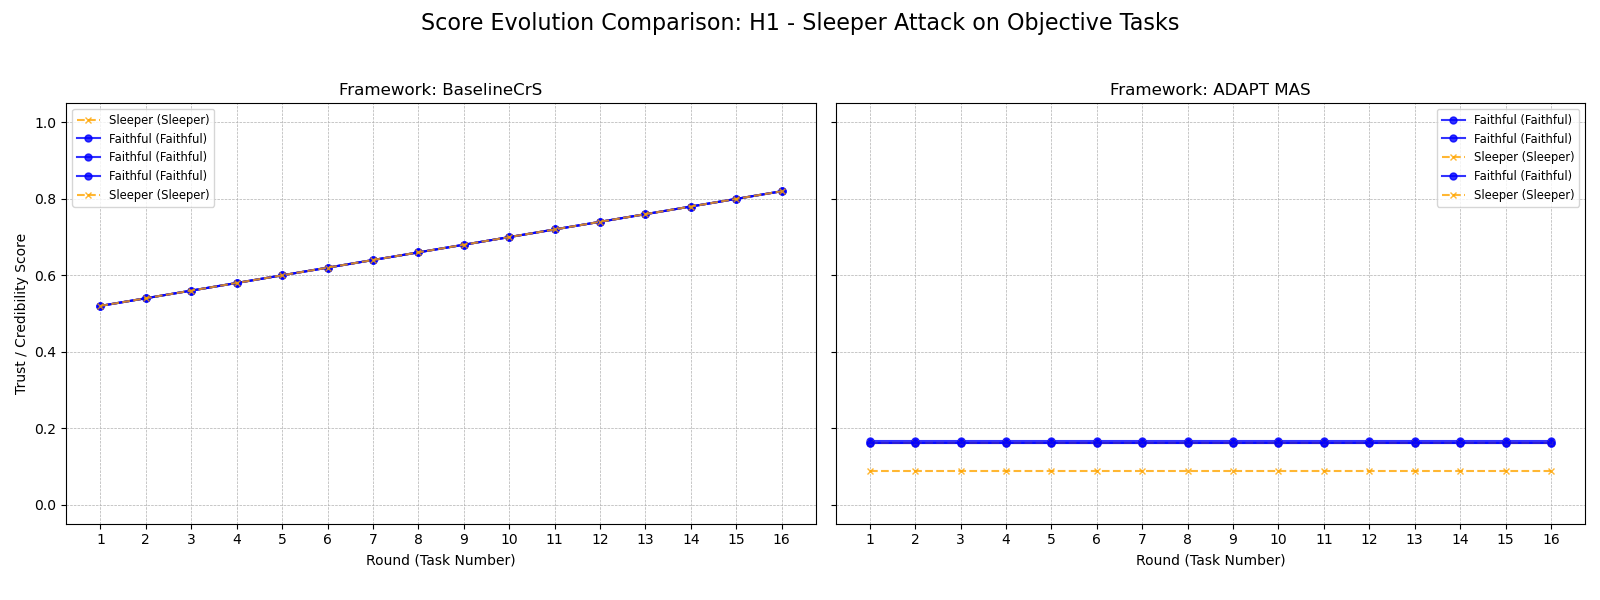 Score Evolution Comparison: H1 - Sleeper Attack on Objective Tasks
Framework: BaselineCrS
Sleeper (Sleeper)
Faithful (Faithful)
Faithful (Faithful)
Faithful (Faithful)
Sleeper (Sleeper)
Trust / Credibility Score
1.0
0.8
0.6
0.4
0.2
0.0
1 2 3 4 5 6 7 8 9 10 11 12 13 14 15 16
Round (Task Number)
Framework: ADAPT MAS
Faithful (Faithful)
Faithful (Faithful)
Sleeper (Sleeper)
Faithful (Faithful)
Sleeper (Sleeper)
1 2 3 4 5 6 7 8 9 10 11 12 13 14 15 16
Round (Task Number)